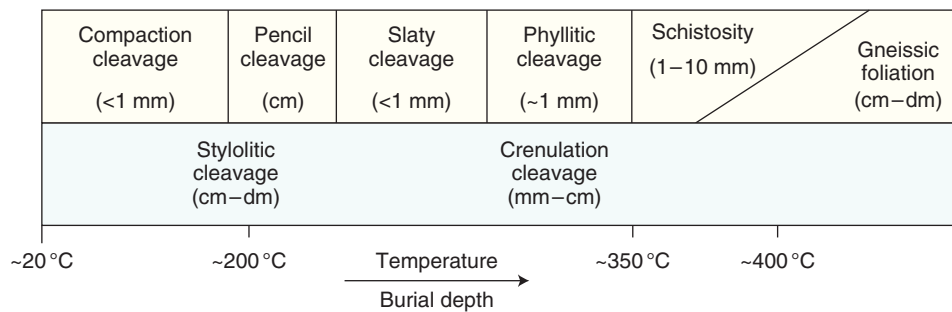 Compaction
cleavage
(<1 mm)
Pencil
cleavage
(cm)
Slaty
cleavage
(<1 mm)
Phyllitic
cleavage
(~1 mm)
Schistosity
(1–10 mm)
Gneissic
foliation
(cm–dm)
Stylolitic
cleavage
(cm–dm)
Crenulation
cleavage
(mm–cm)
~20 °C
~200 °C
Temperature
Burial depth
~350 °C
~400 °C